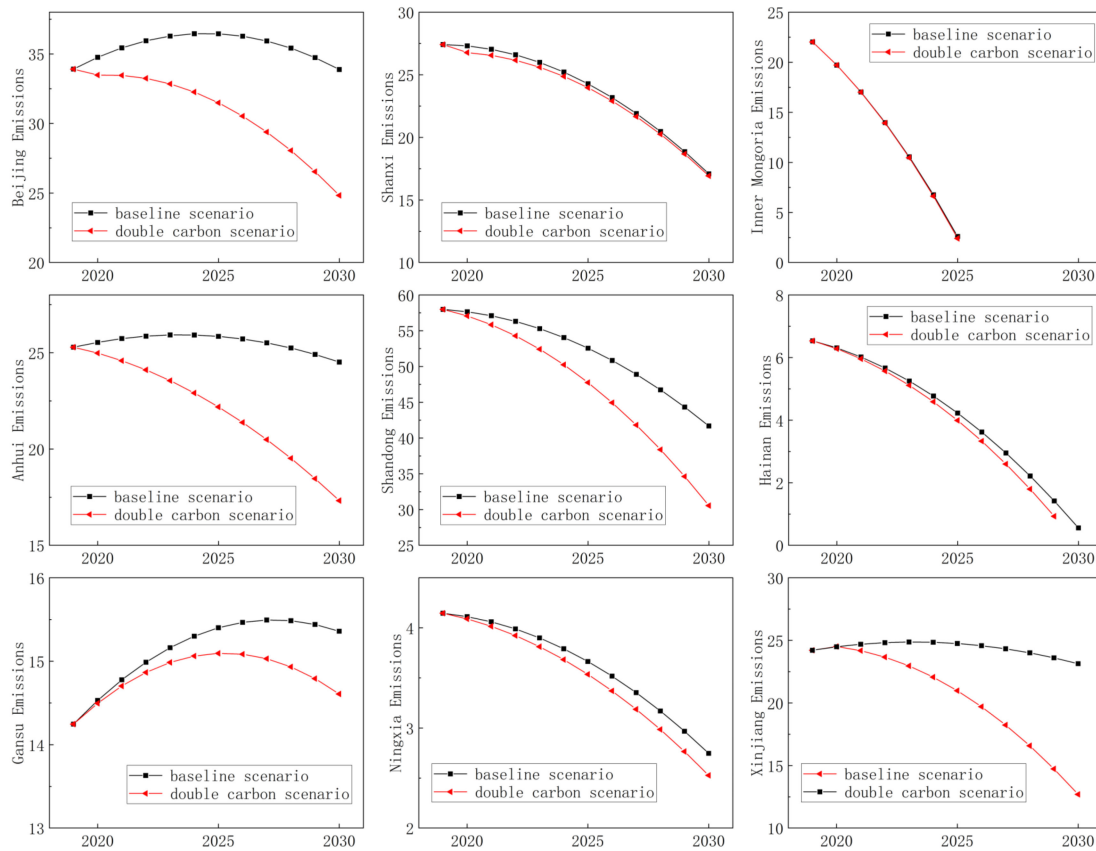 Beijing Emissions
35
30
25
20
baseline scenario
double carbon scenario
2020
2025
2030
Shanxi Emissions
30
25
20
15
10
baseline scenario
double carbon scenario
2020
2025
2030
Inner Mongoria Emissions
25
20
15
10
5
0
baseline scenario
double carbon scenario
2020
2025
2030
Anhui Emissions
25
20
15
baseline scenario
double carbon scenario
2020
2025
2030
Shandong Emissions
60
55
50
45
40
35
30
25
baseline scenario
double carbon scenario
2020
2025
2030
Hainan Emissions
8
6
4
2
0
baseline scenario
double carbon scenario
2020
2025
2030
Gansu Emissions
16
15
14
13
baseline scenario
double carbon scenario
2020
2025
2030
Ningxia Emissions
4
3
2
baseline scenario
double carbon scenario
2020
2025
2030
Xinjiang Emissions
30
25
20
15
10
baseline scenario
double carbon scenario
2020
2025
2030